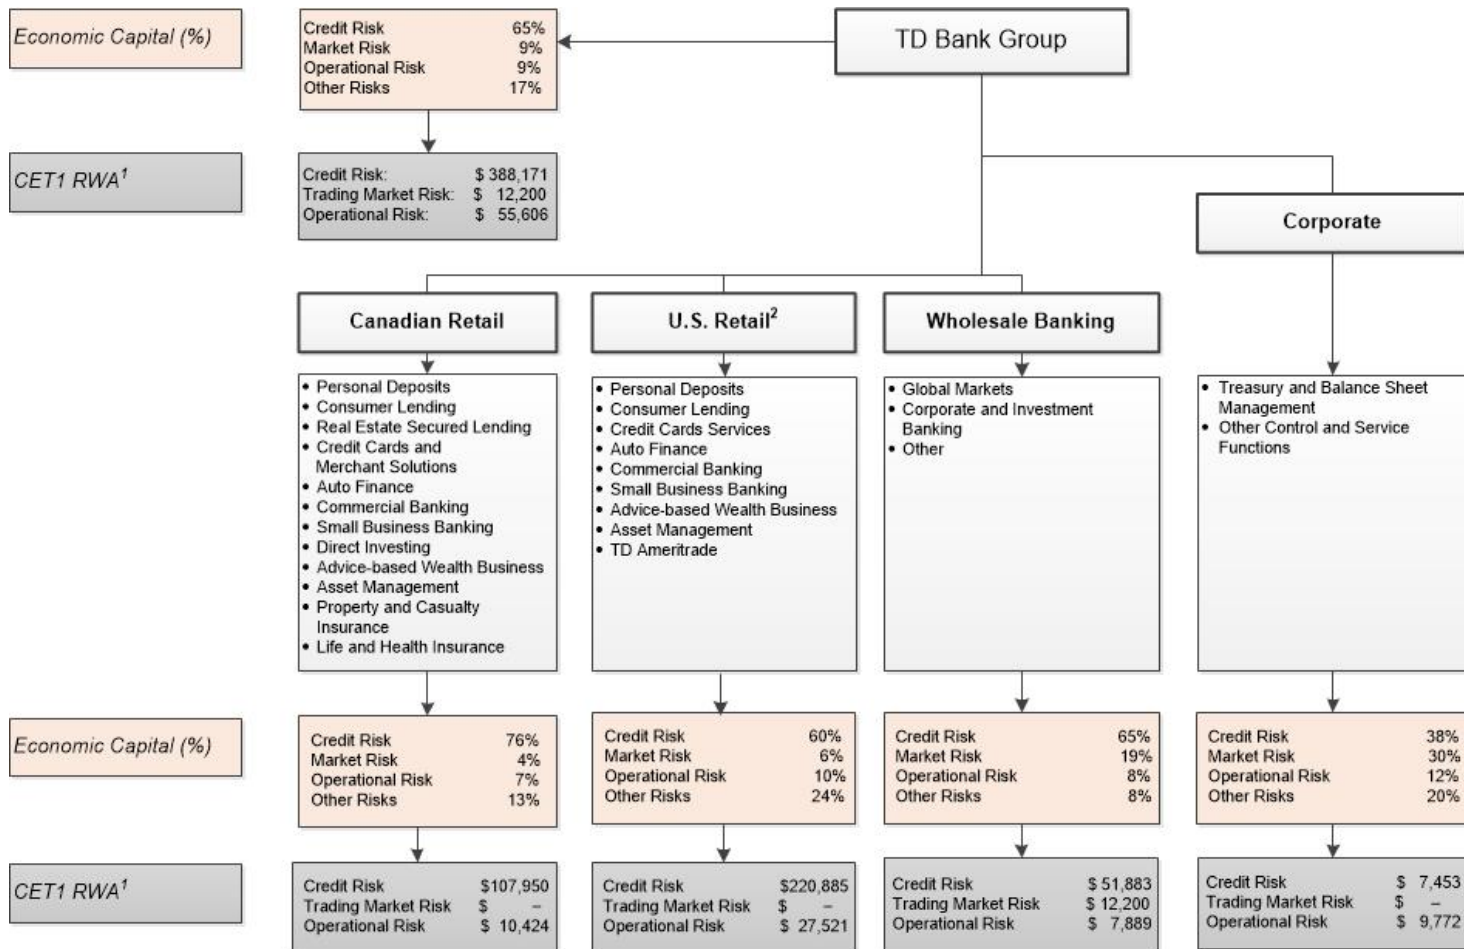 Economic Capital (%)
Credit Risk 65%
Market Risk 9%
Operational Risk 9%
Other Risks 17%
TD Bank Group
CET1 RWA¹
Credit Risk: $ 388,171
Trading Market Risk: $ 12,200
Operational Risk: $ 55,606
Corporate
Canadian Retail
U.S. Retail²
Wholesale Banking
• Personal Deposits
• Consumer Lending
• Real Estate Secured Lending
• Credit Cards and
Merchant Solutions
• Auto Finance
• Commercial Banking
• Small Business Banking
• Direct Investing
• Advice-based Wealth Business
• Asset Management
• Property and Casualty
Insurance
• Life and Health Insurance
• Personal Deposits
• Consumer Lending
• Credit Cards Services
• Auto Finance
• Commercial Banking
• Small Business Banking
• Advice-based Wealth Business
• Asset Management
• TD Ameritrade
• Global Markets
• Corporate and Investment
Banking
• Other
• Treasury and Balance Sheet
Management
• Other Control and Service
Functions
Economic Capital (%)
Credit Risk 76%
Market Risk 4%
Operational Risk 7%
Other Risks 13%
Credit Risk 60%
Market Risk 6%
Operational Risk 10%
Other Risks 24%
Credit Risk 65%
Market Risk 19%
Operational Risk 8%
Other Risks 8%
Credit Risk 38%
Market Risk 30%
Operational Risk 12%
Other Risks 20%
CET1 RWA¹
Credit Risk $107,950
Trading Market Risk $ –
Operational Risk $ 10,424
Credit Risk $220,885
Trading Market Risk $ –
Operational Risk $ 27,521
Credit Risk $ 51,883
Trading Market Risk $ 12,200
Operational Risk $ 7,889
Credit Risk $ 7,453
Trading Market Risk $ –
Operational Risk $ 9,772